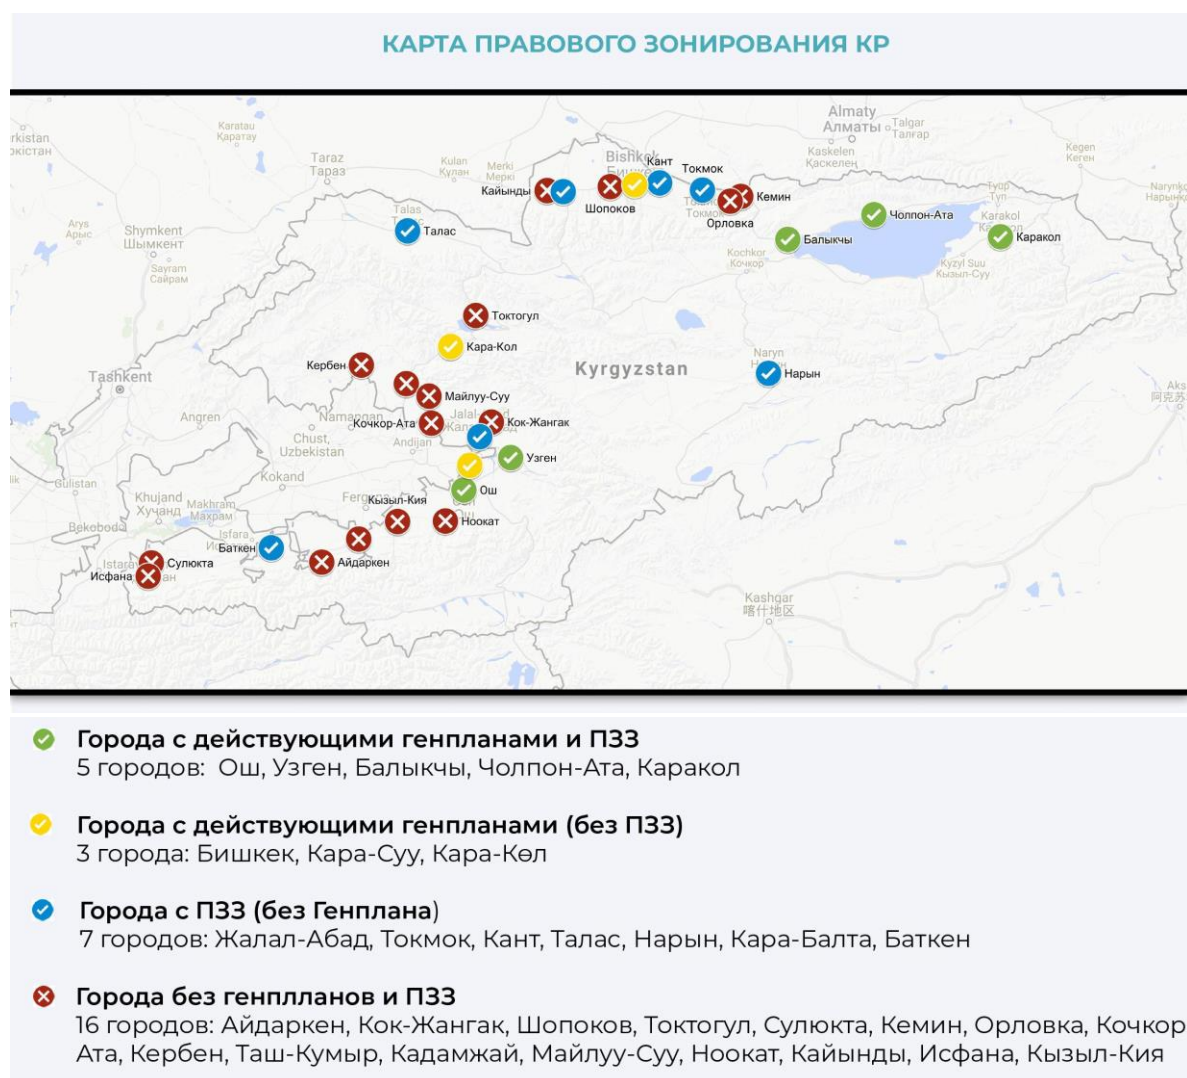 КАРТА ПРАВОВОГО ЗОНИРОВАНИЯ КР
Almaty
АЛМАТЫ
Talgar
Талгар
Karatau
Қаратау
Taraz
Тараз
Kulan
Құлан
Merki
Меркі
Bishkek
Кант
Токмок
Kaskelen
Қаскелең
Kegen
Кеген
Кайынды
Шопоков
Кемин
Орловка
Чолпон-Ата
Karakol
Каракол
Балыкчы
Kochkor
Кочкор
Kyzyl Suu
Кызыл-Суу
Arys
Арыс
Shymkent
Шымкент
Sayram
Сайрам
Talas
Талас
Токтогул
Кара-Кол
Kyrgyzstan
Naryn
Нарын
Кербен
Tashkent
Майлуу-Суу
Angren
Namangan
Кочкор-Ата
Кок-Жангак
Chust,
Uzbekistan
Andijan
Узген
Kokand
Gulistan
Ош
Khujand
Хучанд
Makhram
Махрам
Кызыл-Кия
Ноокат
Bekobod
Isfara
Баткен
Айдаркен
Сулюкта
Исфана
Kashgar
喀什地区
Города с действующими генпланами и ПЗЗ
5 городов: Ош, Узген, Балыкчы, Чолпон-Ата, Каракол
Города с действующими генпланами (без ПЗЗ)
3 города: Бишкек, Кара-Суу, Кара-Көл
Города с ПЗЗ (без Генплана)
7 городов: Жалал-Абад, Токмок, Кант, Талас, Нарын, Кара-Балта, Баткен
Города без генплланов и ПЗЗ
16 городов: Айдаркен, Кок-Жангак, Шопоков, Токтогул, Сулюкта, Кемин, Орловка, Кочкор
Ата, Кербен, Таш-Кумыр, Кадамжай, Майлуу-Суу, Ноокат, Кайынды, Исфана, Кызыл-Кия